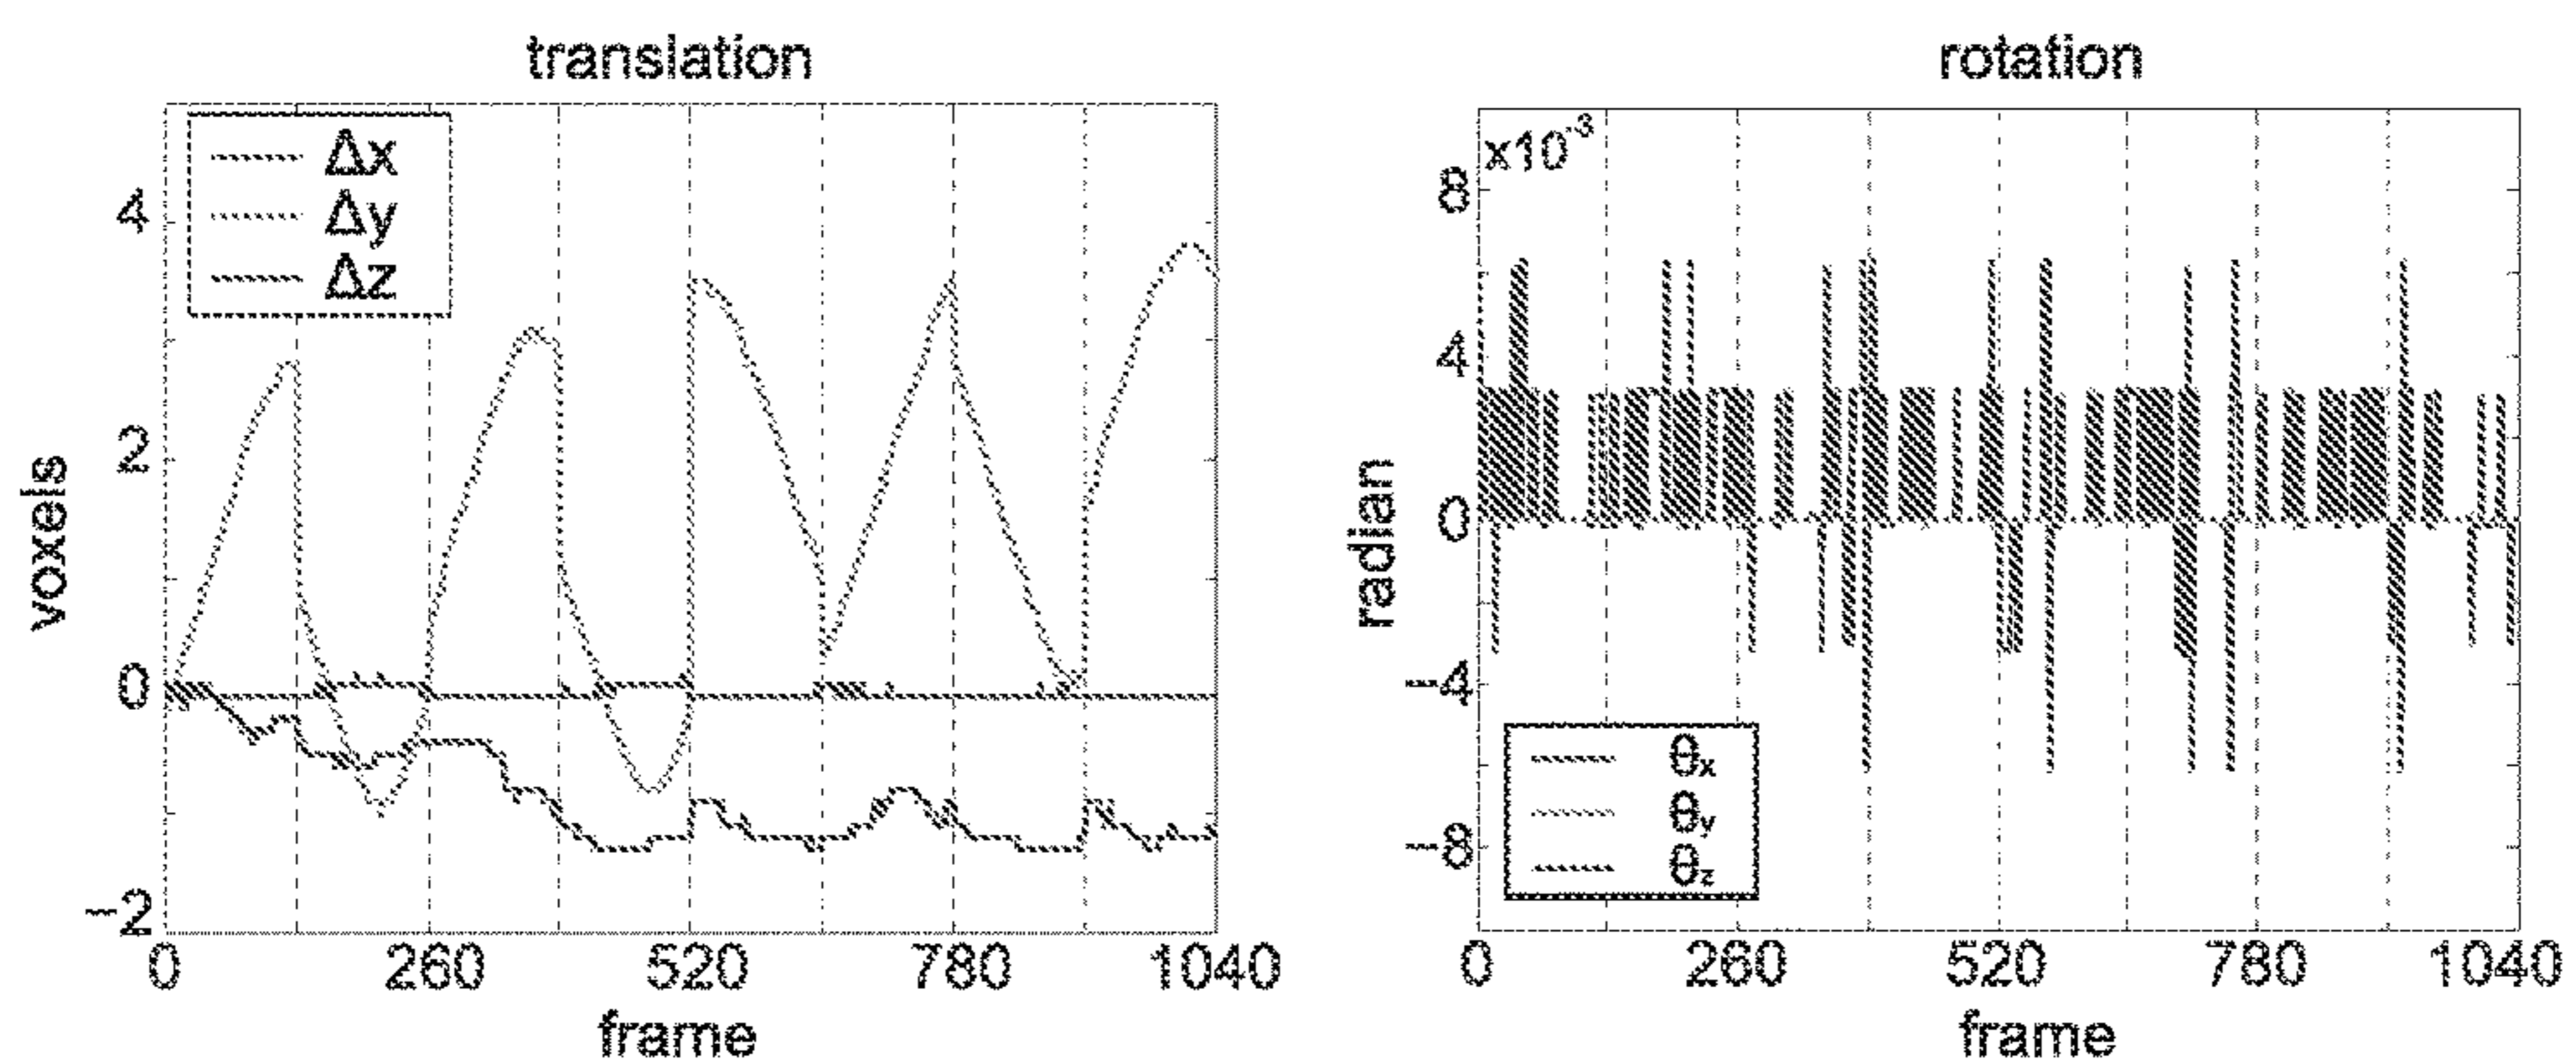 translation
Δx
Δy
Δz
4
2
0
−2
voxels
0 260 520 780 1040
frame
rotation
x10⁻³
8
4
0
−4
−8
radian
θx
θy
θz
0 260 520 780 1040
frame